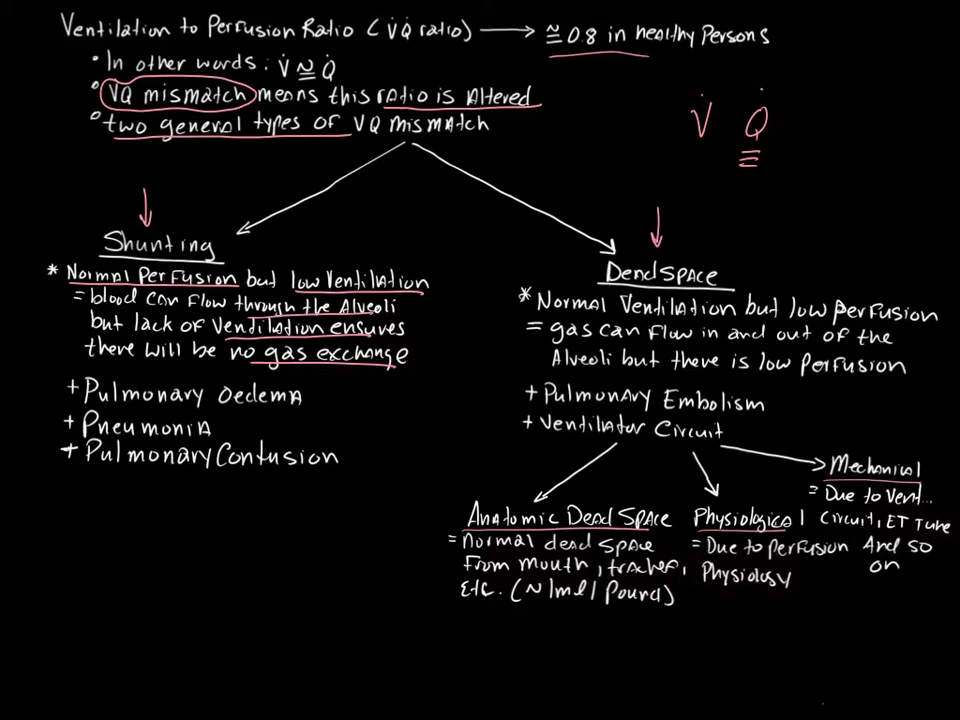 Ventilation to Perfusion Ratio (V̇Q̇ ratio) → ≅ 0.8 in healthy Persons
• In other words: V̇ ≅ Q̇
° VQ mismatch means this ratio is Altered
° two general types of VQ Mismatch
V̇ Q̇
Shunting
* Normal Perfusion but low Ventilation
= blood can flow through the Alveoli
but lack of Ventilation ensures
there will be no gas exchange
+ Pulmonary Oedema
+ Pneumonia
+ Pulmonary Contusion
Dead Space
* Normal Ventilation but low perfusion
= gas can flow in and out of the
Alveoli but there is low perfusion
+ Pulmonary Embolism
+ Ventilator Circuit
Anatomic Dead Space
= Normal dead space
from mouth, trachea,
Etc. (~ 1ml / Pound)
Physiological
= Due to perfusion
Physiology
Mechanical
= Due to Vent..
Circuit, ET Tube
And so
on